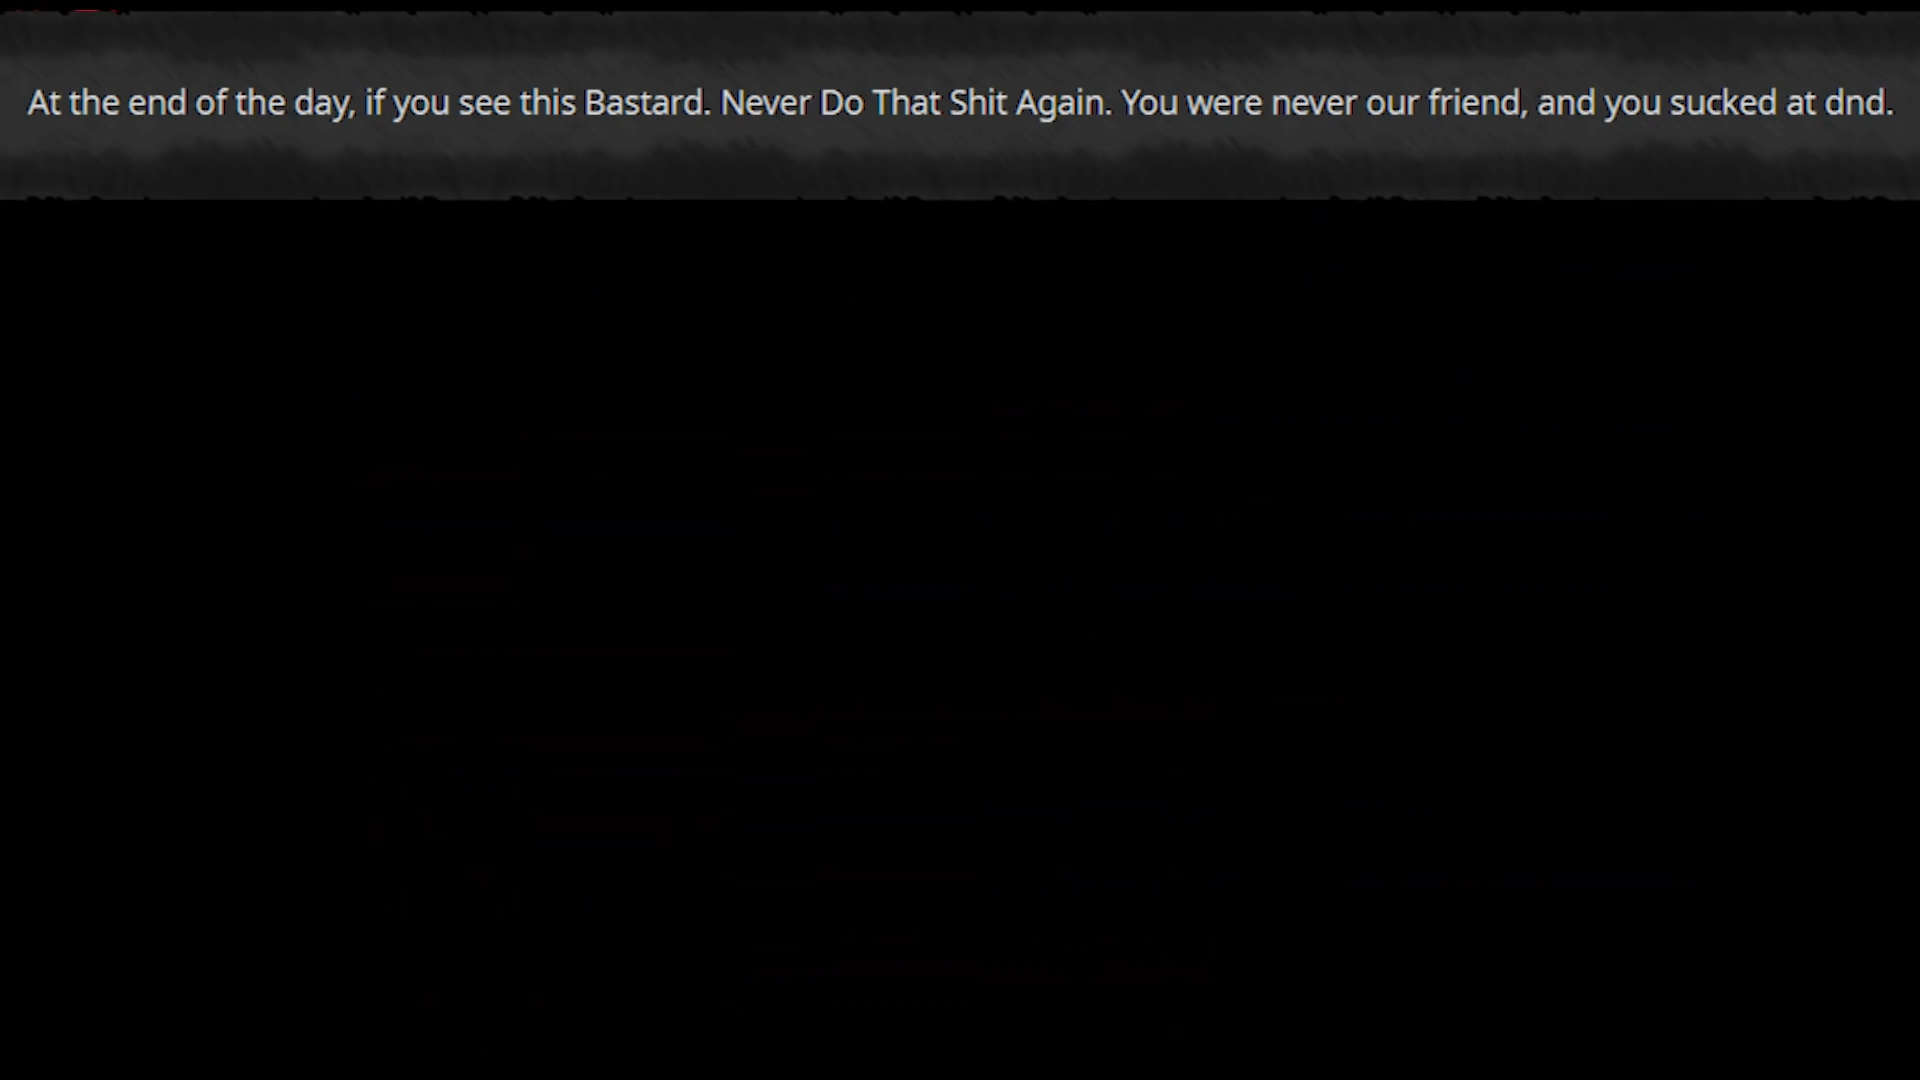 At the end of the day, if you see this Bastard. Never Do That Shit Again. You were never our friend, and you sucked at dnd.